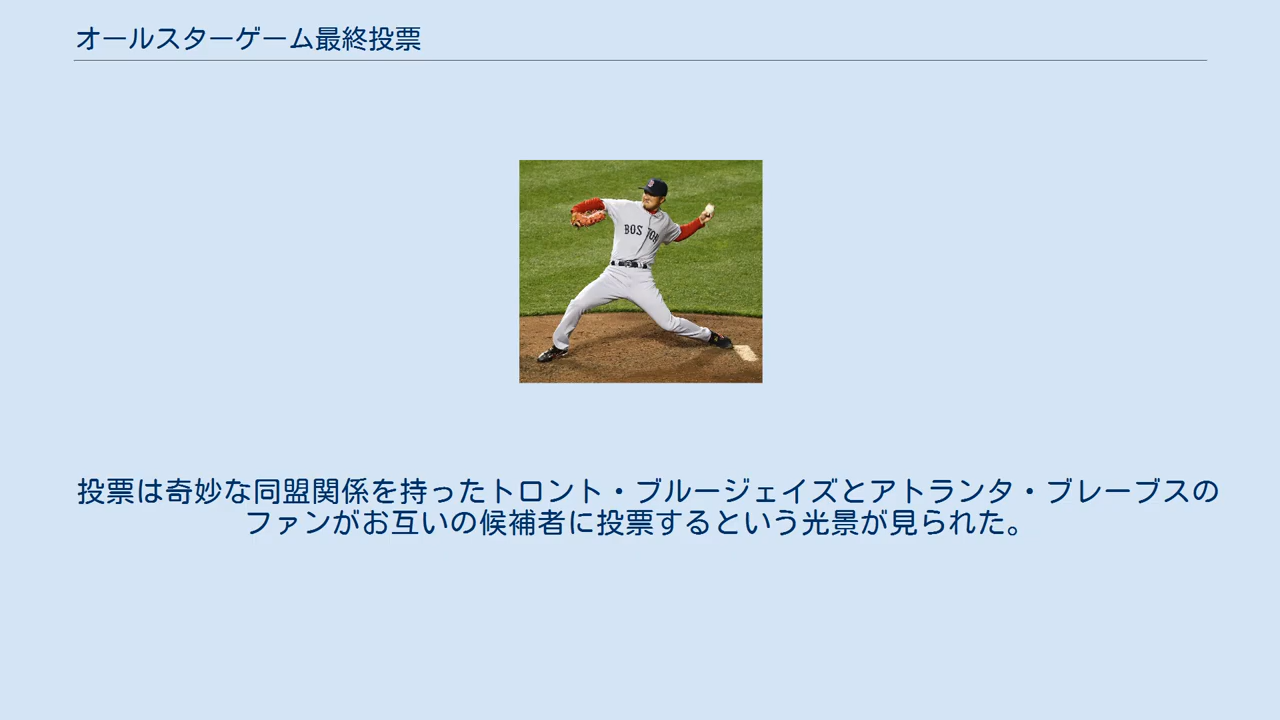 オールスターゲーム最終投票
BOSTON
投票は奇妙な同盟関係を持ったトロント・ブルージェイズとアトランタ・ブレーブスの
ファンがお互いの候補者に投票するという光景が見られた。